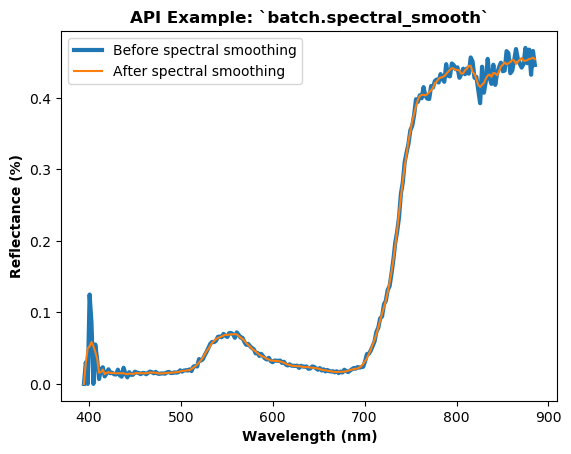 API Example: `batch.spectral_smooth`
Before spectral smoothing
After spectral smoothing
Reflectance (%)
0.4
0.3
0.2
0.1
0.0
400 500 600 700 800 900
Wavelength (nm)